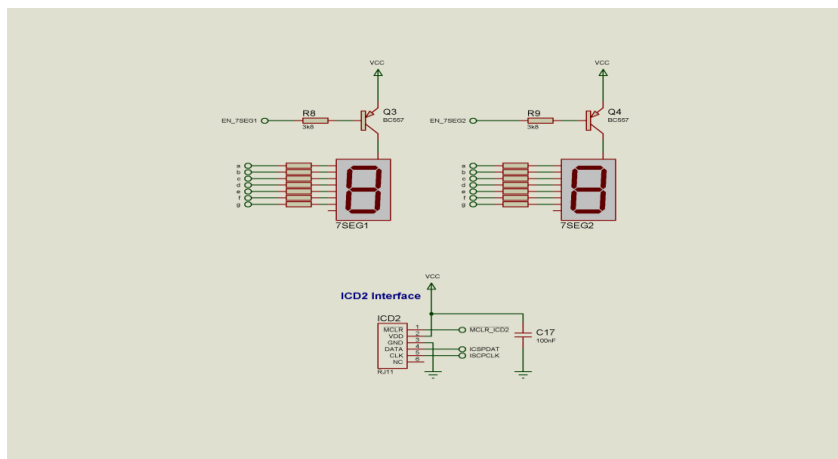 VCC
VCC
R8
Q3
R9
Q4
EN_7SEG1
BC557
EN_7SEG2
BC557
3k8
3k8
a
b
c
d
e
f
g
a
b
c
d
e
f
g
7SEG1
7SEG2
VCC
ICD2 Interface
ICD2
MCLR 1 MCLR_ICD2
VDD 2
GND 3
DATA 4 ICSPDAT
CLK 5 ISCPCLK
NC 6
RJ11
C17
100nF